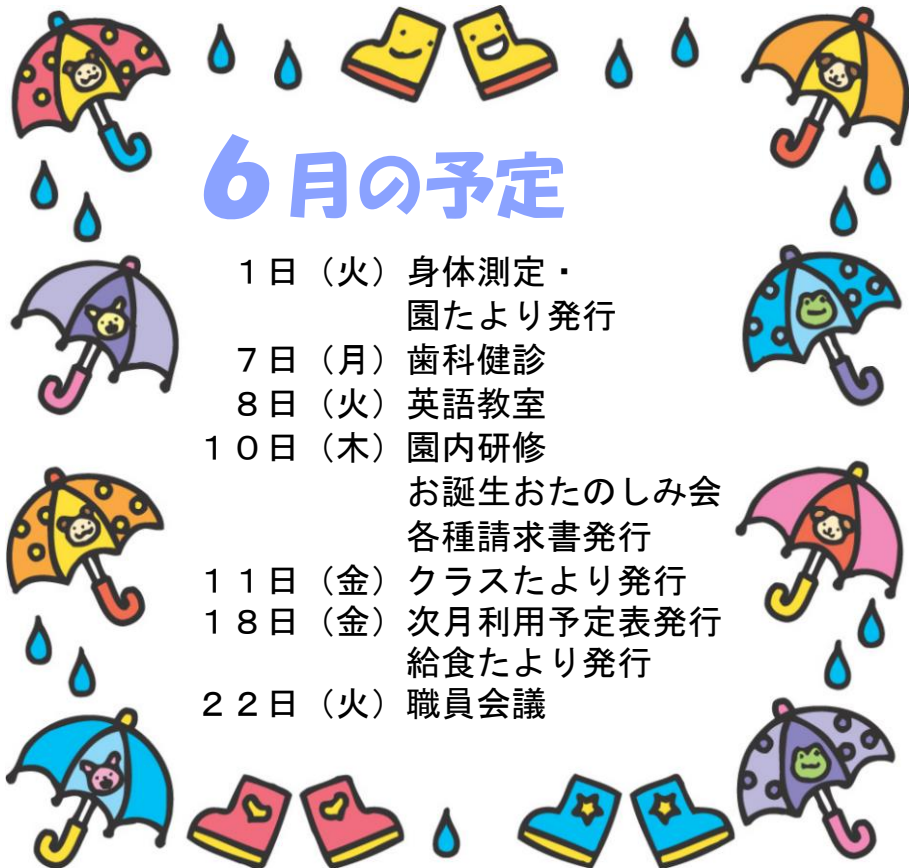 6月の予定
1日（火）身体測定・
園たより発行
7日（月）歯科健診
8日（火）英語教室
10日（木）園内研修
お誕生おたのしみ会
各種請求書発行
11日（金）クラスたより発行
18日（金）次月利用予定表発行
給食たより発行
22日（火）職員会議